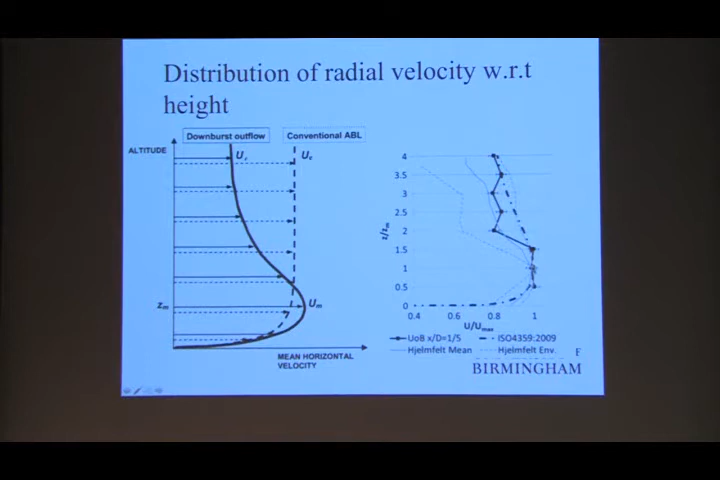 Distribution of radial velocity w.r.t
height
Downburst outflow
Conventional ABL
ALTITUDE
Uc
Uc
zm
Um
MEAN HORIZONTAL
VELOCITY
4
3.5
3
2.5
2
1.5
1
0.5
0
z/zm
0.4 0.6 0.8 1
U/Umax
UoB x/D=1/5
ISO4359:2009
Hjelmfelt Mean
Hjelmfelt Env.
F
BIRMINGHAM